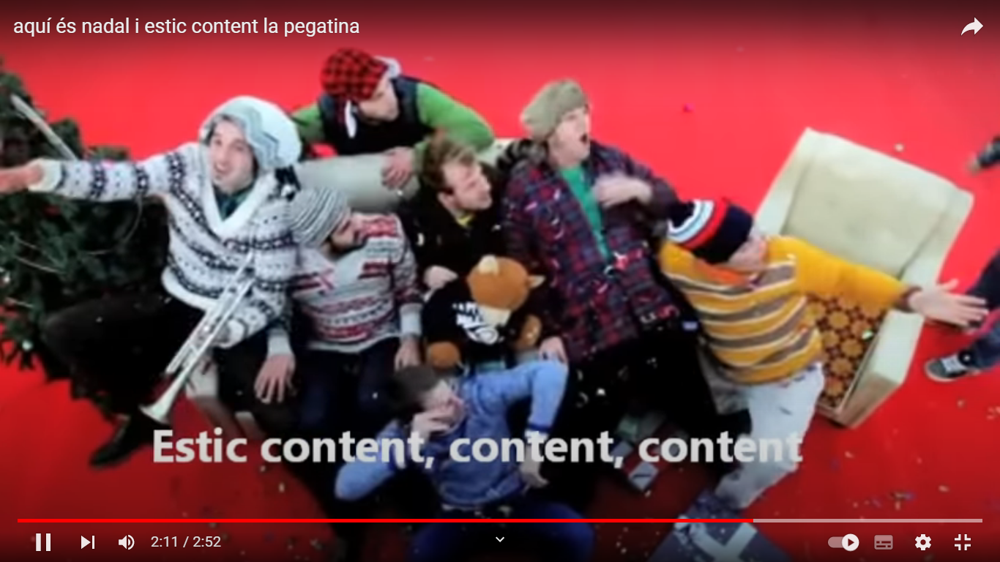 aquí és nadal i estic content la pegatina
Estic content, content, content
2:11 / 2:52